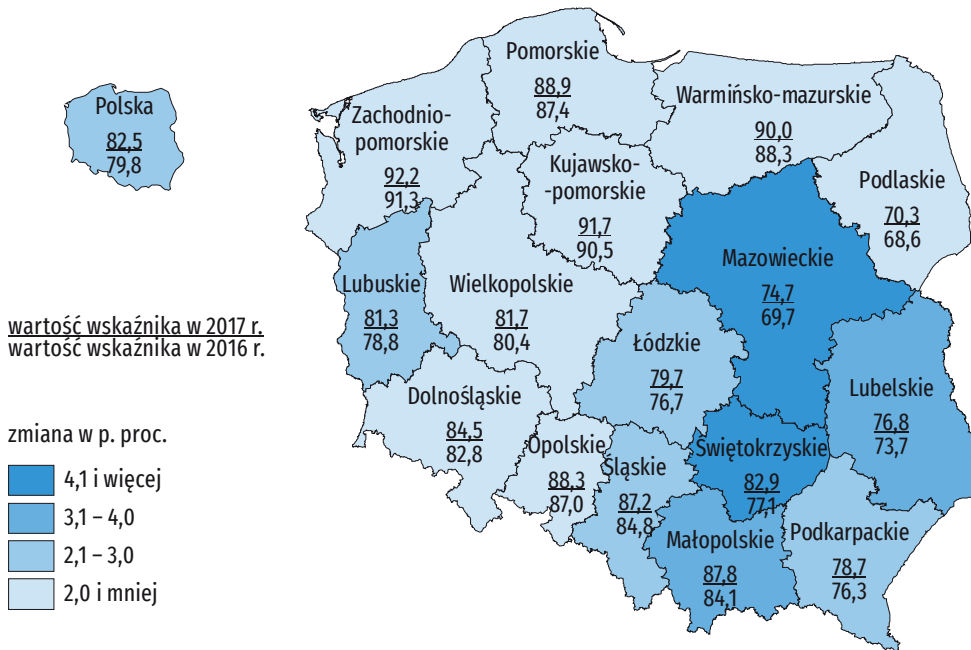 Polska
82,5
79,8
Pomorskie
88,9
87,4
Warmińsko-mazurskie
90,0
88,3
Zachodnio-
pomorskie
92,2
91,3
Kujawsko-
-pomorskie
91,7
90,5
Podlaskie
70,3
68,6
Mazowieckie
74,7
69,7
Lubuskie
81,3
78,8
Wielkopolskie
81,7
80,4
Łódzkie
79,7
76,7
Lubelskie
76,8
73,7
Dolnośląskie
84,5
82,8
Opolskie
88,3
87,0
Śląskie
87,2
84,8
Świętokrzyskie
82,9
77,1
Małopolskie
87,8
84,1
Podkarpackie
78,7
76,3
wartość wskaźnika w 2017 r.
wartość wskaźnika w 2016 r.
zmiana w p. proc.
4,1 i więcej
3,1 – 4,0
2,1 – 3,0
2,0 i mniej